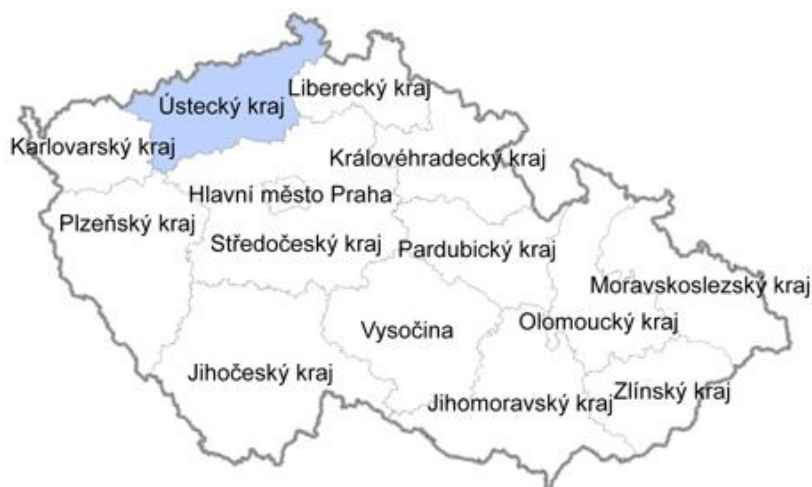 Liberecký kraj
Ústecký kraj
Karlovarský kraj
Královéhradecký kraj
Hlavní město Praha
Plzeňský kraj
Středočeský kraj
Pardubický kraj
Moravskoslezský kraj
Olomoucký kraj
Vysočina
Jihočeský kraj
Zlínský kraj
Jihomoravský kraj